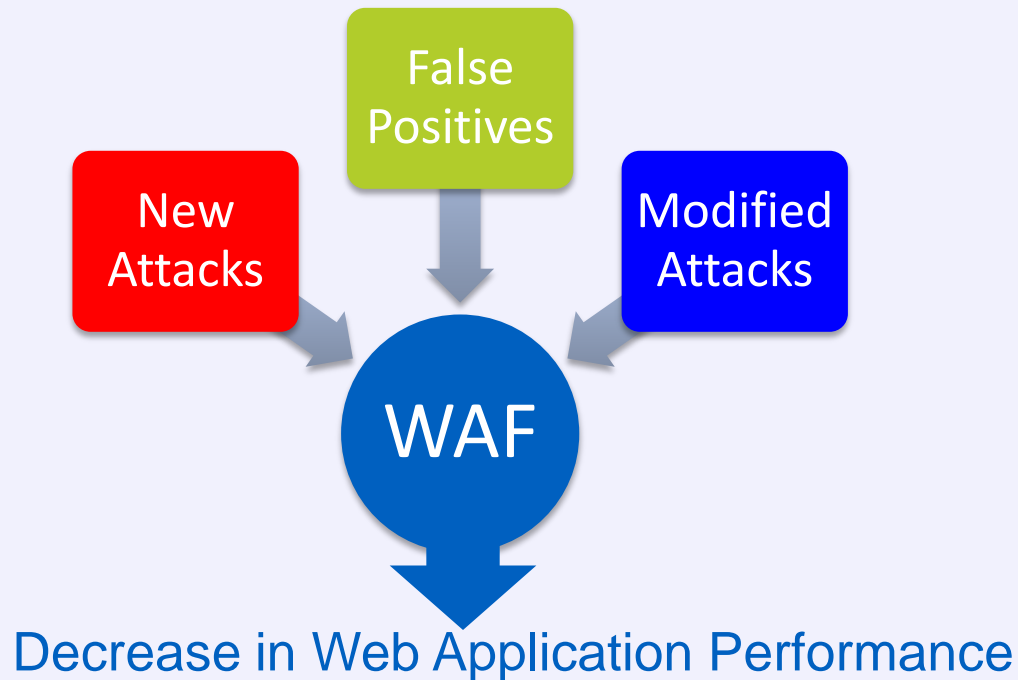 False
Positives
New
Attacks
Modified
Attacks
WAF
Decrease in Web Application Performance